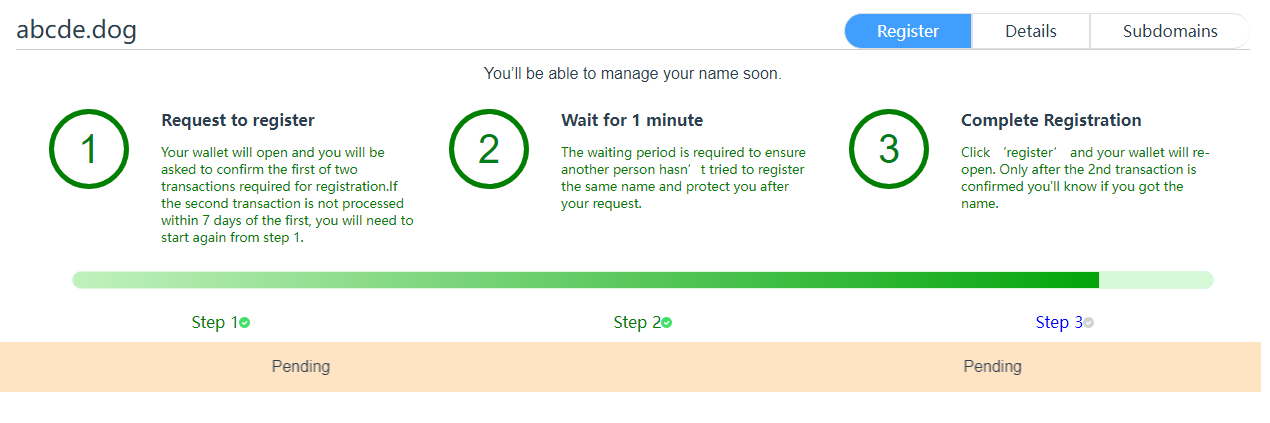 abcde.dog
Register
Details
Subdomains
You’ll be able to manage your name soon.
1
Request to register
Your wallet will open and you will be
asked to confirm the first of two
transactions required for registration.If
the second transaction is not processed
within 7 days of the first, you will need to
start again from step 1.
2
Wait for 1 minute
The waiting period is required to ensure
another person hasn’t tried to register
the same name and protect you after
your request.
3
Complete Registration
Click ‘register’ and your wallet will re-
open. Only after the 2nd transaction is
confirmed you'll know if you got the
name.
Step 1
Step 2
Step 3
Pending
Pending